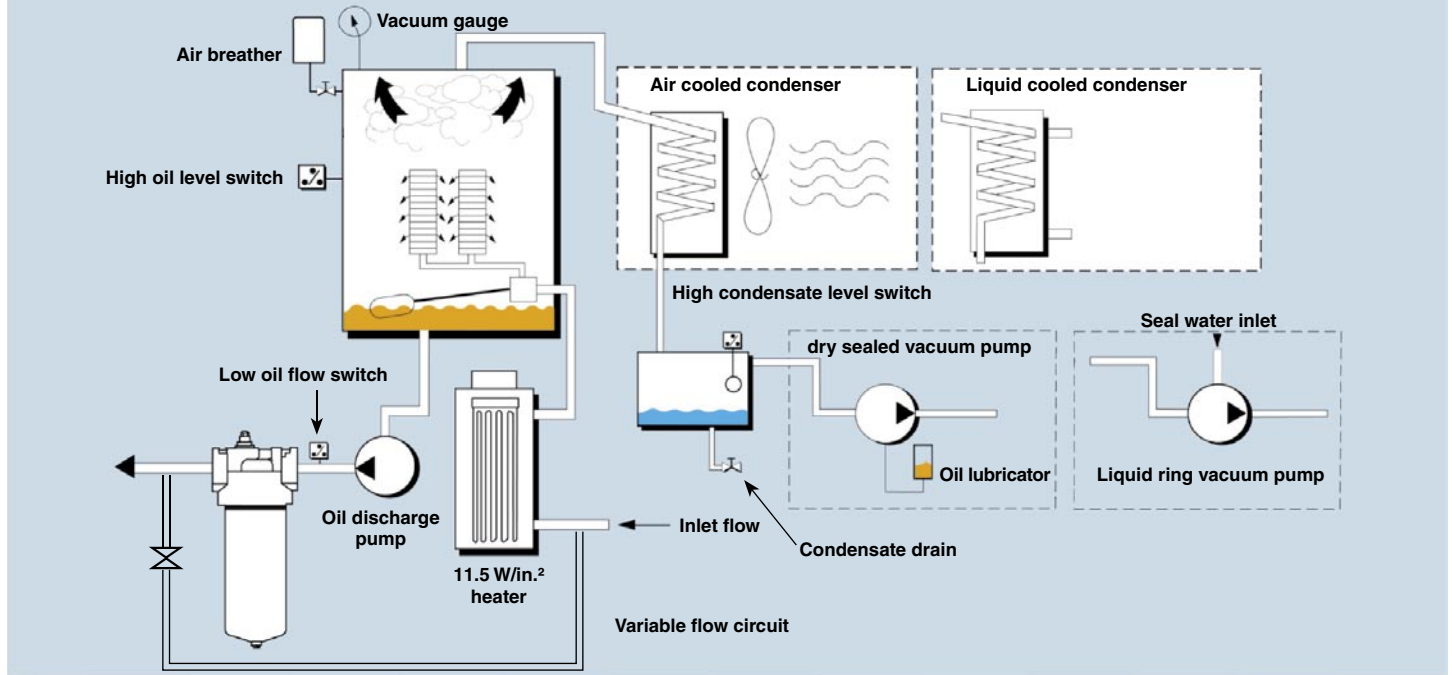 Vacuum gauge
Air breather
Air cooled condenser
Liquid cooled condenser
High oil level switch
High condensate level switch
Seal water inlet
dry sealed vacuum pump
Low oil flow switch
Oil lubricator
Liquid ring vacuum pump
Oil discharge
pump
Inlet flow
Condensate drain
11.5 W/in.²
heater
Variable flow circuit